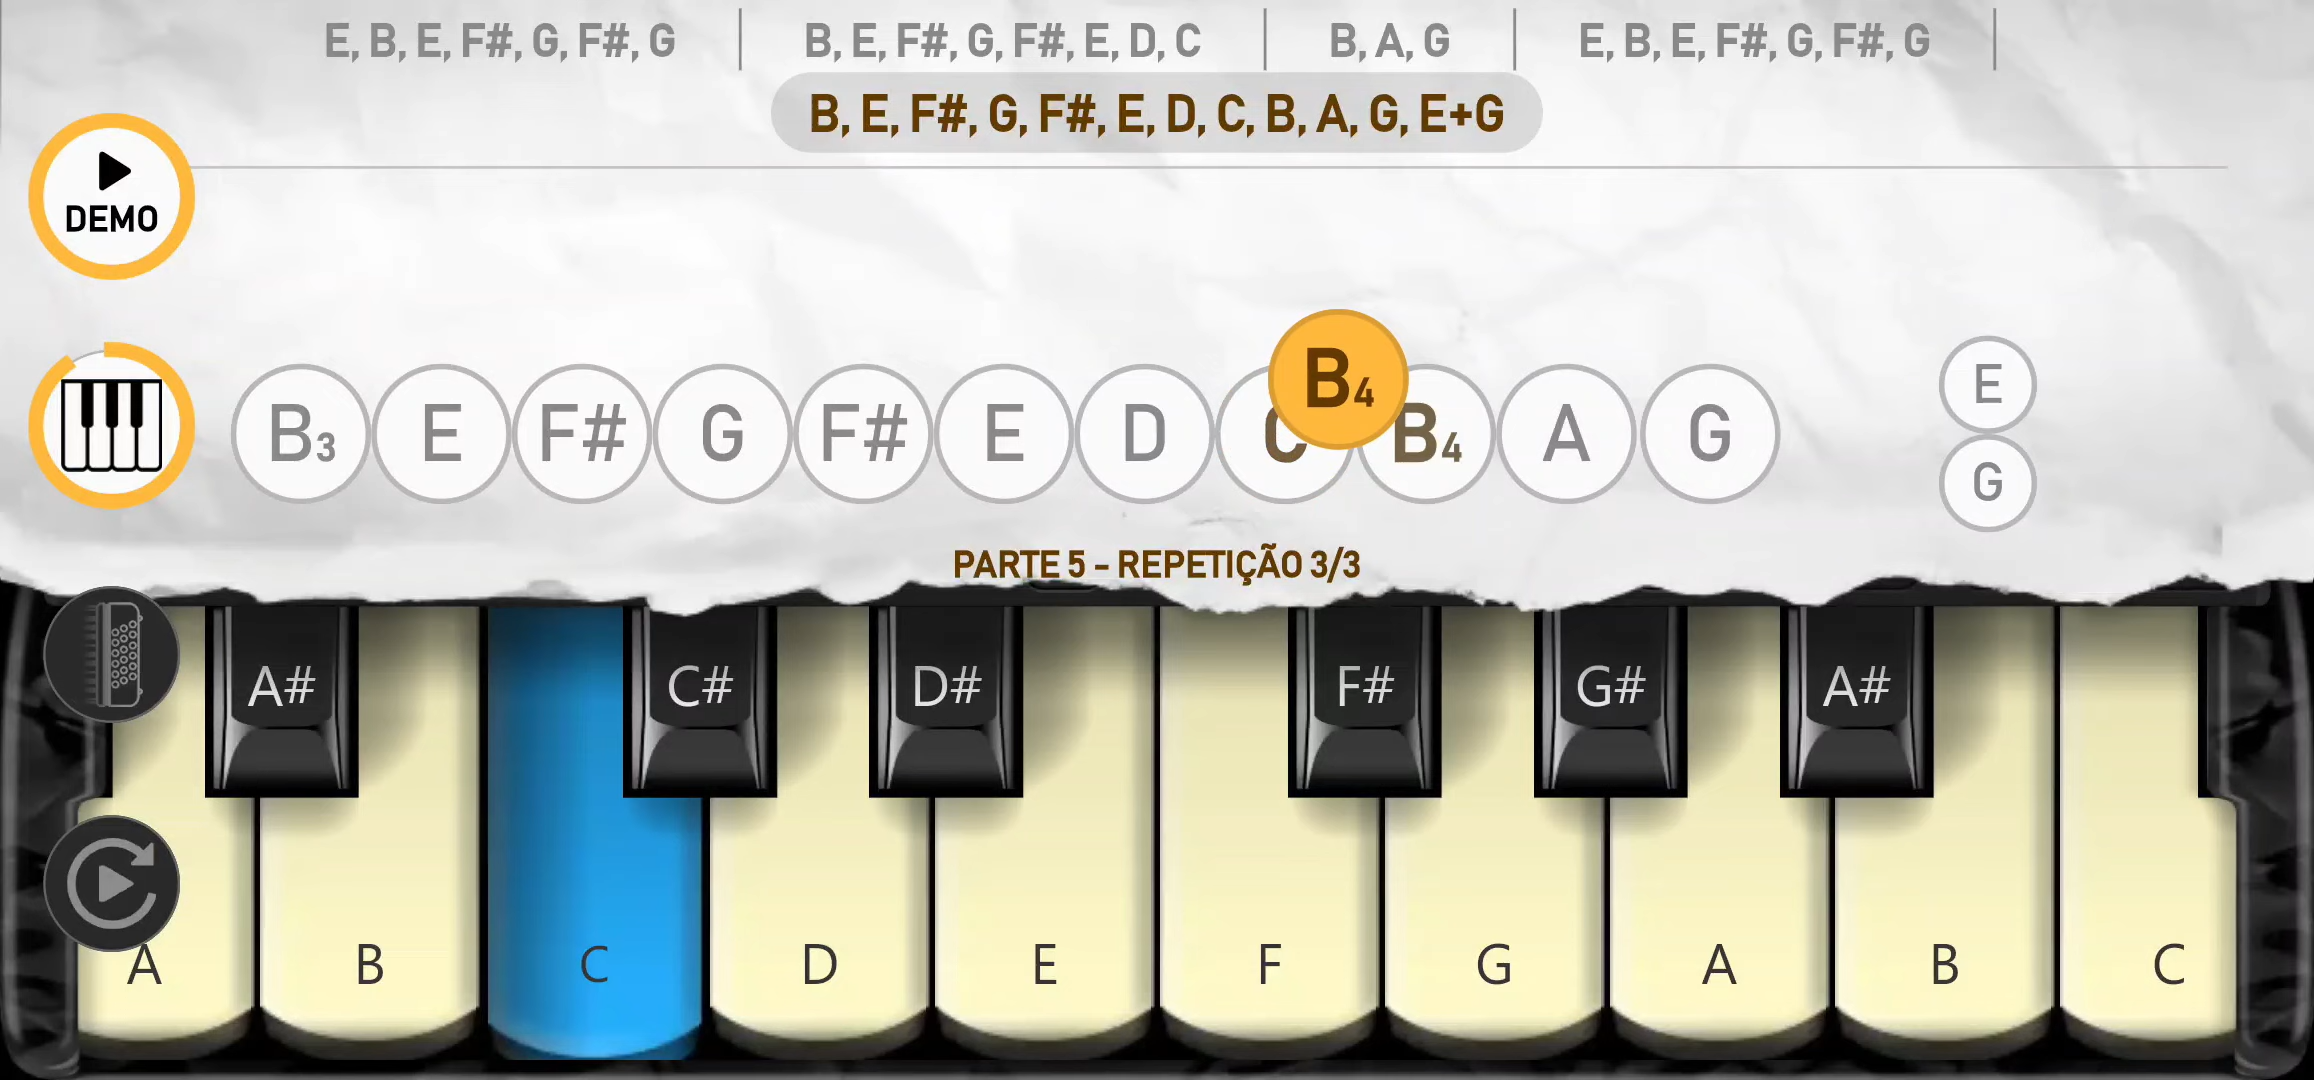 E, B, E, F#, G, F#, G
B, E, F#, G, F#, E, D, C
B, A, G
E, B, E, F#, G, F#, G
B, E, F#, G, F#, E, D, C, B, A, G, E+G
DEMO
B3 E F# G F# E D C B4 B4 A G
E
G
PARTE 5 - REPETIÇÃO 3/3
A# C# D# F# G# A#
A B C D E F G A B C